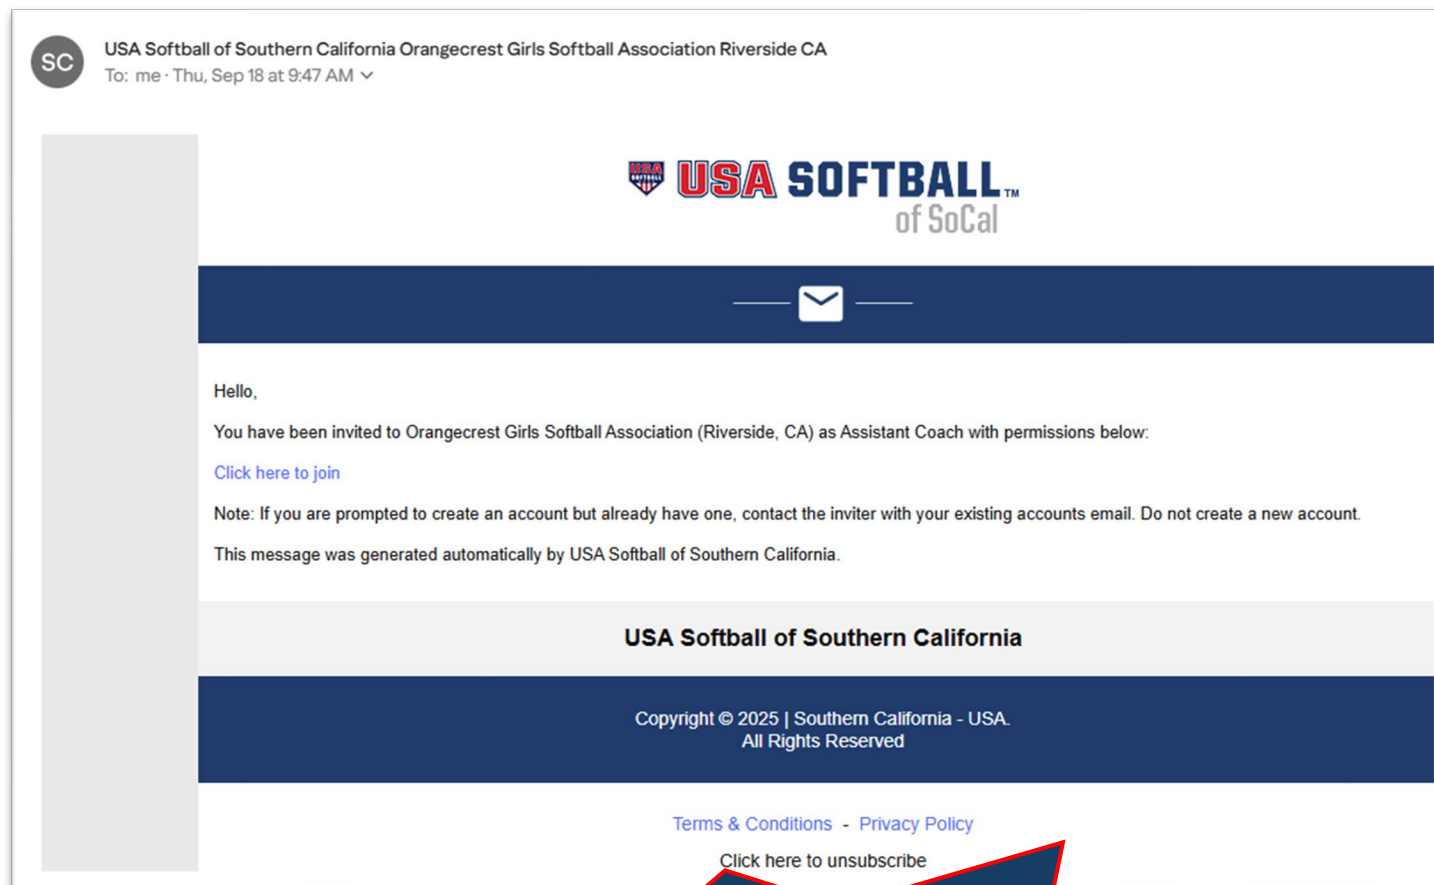 SC
USA Softball of Southern California Orangecrest Girls Softball Association Riverside CA
To: me · Thu, Sep 18 at 9:47 AM
USA SOFTBALL
USA SOFTBALL™
of SoCal
Hello,
You have been invited to Orangecrest Girls Softball Association (Riverside, CA) as Assistant Coach with permissions below:
Click here to join
Note: If you are prompted to create an account but already have one, contact the inviter with your existing accounts email. Do not create a new account.
This message was generated automatically by USA Softball of Southern California.
USA Softball of Southern California
Copyright © 2025 | Southern California - USA.
All Rights Reserved
Terms & Conditions - Privacy Policy
Click here to unsubscribe